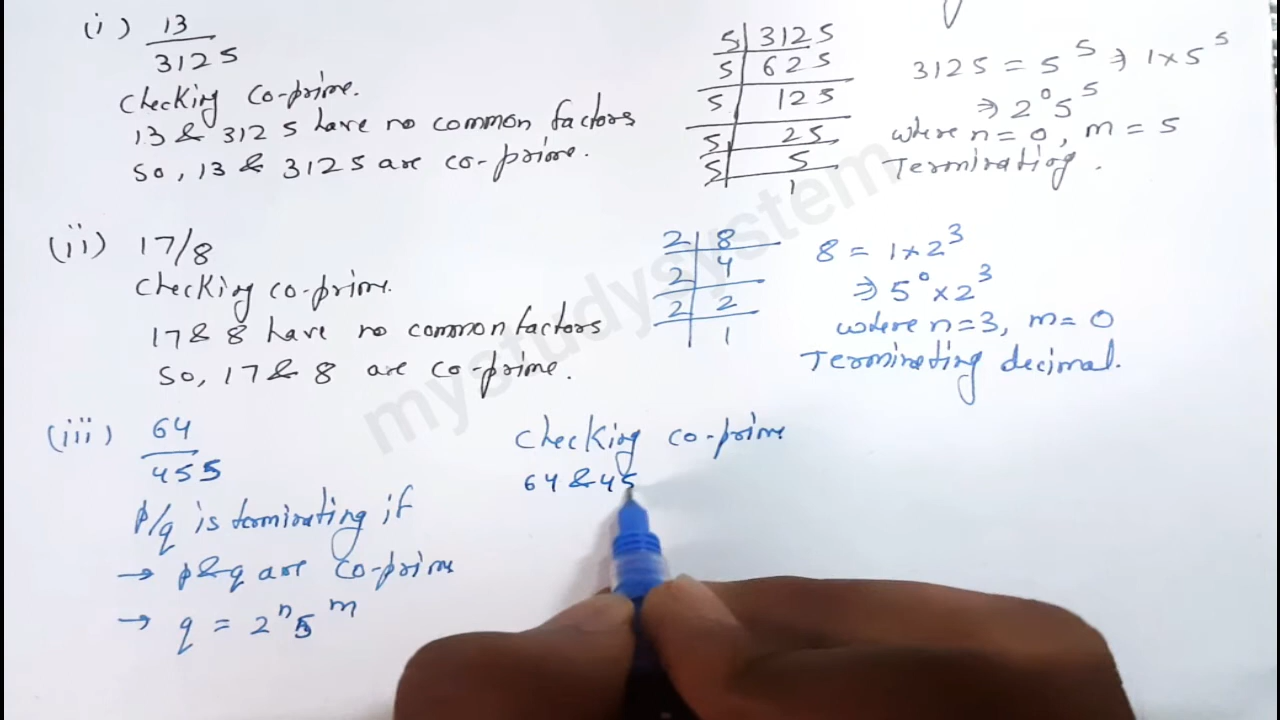 (i) 13/3125
Checking co-prime.
13 & 3125 have no common factors
So, 13 & 3125 are co-prime.
5 | 3125
5 | 625
5 | 125
5 | 25
5 | 5
1
3125 = 5^5 ⇒ 1×5^5
⇒ 2^0 5^5
where n=0, m=5
Terminating.
(ii) 17/8
Checking co-prime.
17 & 8 have no common factors
So, 17 & 8 are co-prime.
2 | 8
2 | 4
2 | 2
1
8 = 1×2^3
⇒ 5^0 × 2^3
where n=3, m=0
Terminating decimal.
(iii) 64/455
p/q is terminating if
→ p & q are co-prime
→ q = 2^n 5^m
Checking co-prime
64 & 45
mystudysystem